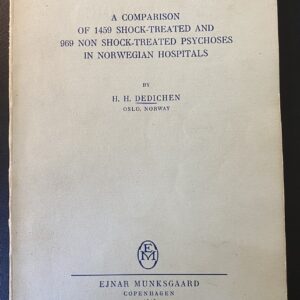 A COMPARISON
OF 1459 SHOCK-TREATED AND
969 NON SHOCK-TREATED PSYCHOSES
IN NORWEGIAN HOSPITALS
BY
H. H. DEDICHEN
OSLO, NORWAY
EM
EJNAR MUNKSGAARD
COPENHAGEN